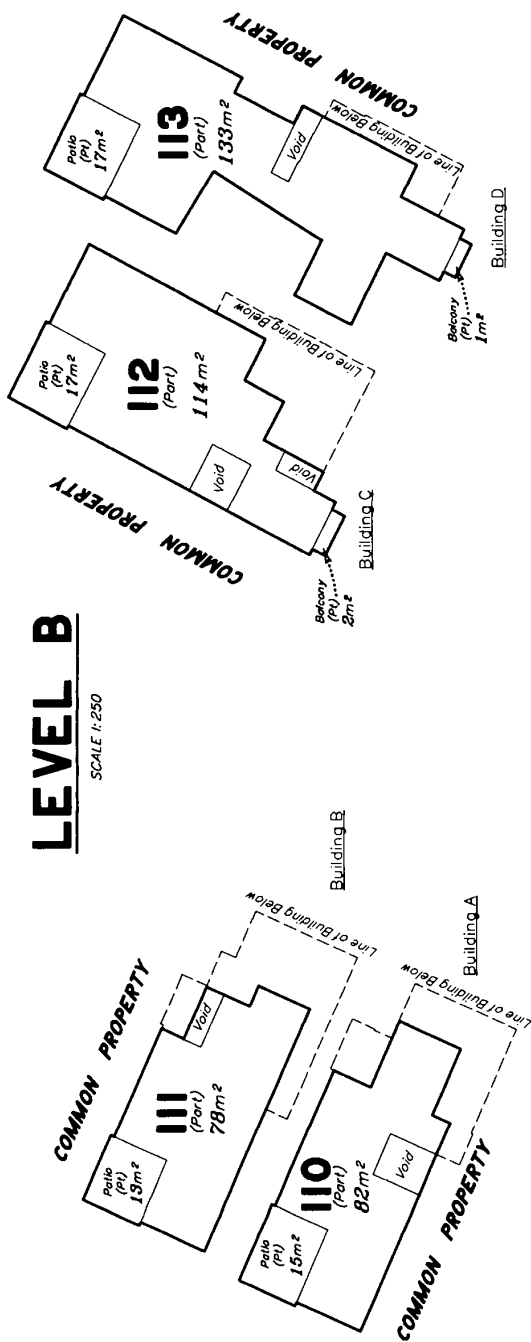 LEVEL B
SCALE 1:250
COMMON PROPERTY
Patio
(Pt)
13m²
111
(Part)
78m²
Void
Line of Building Below
Building B
Patio
(Pt)
15m²
110
(Part)
82m²
Void
Line of Building Below
Building A
COMMON PROPERTY
COMMON PROPERTY
Patio
(Pt)
17m²
112
(Part)
114m²
Void
Void
Line of Building Below
Balcony
(Pt)
2m²
Building C
Patio
(Pt)
17m²
113
(Part)
133m²
Void
COMMON PROPERTY
Line of Building Below
Balcony
(Pt)
1m²
Building D